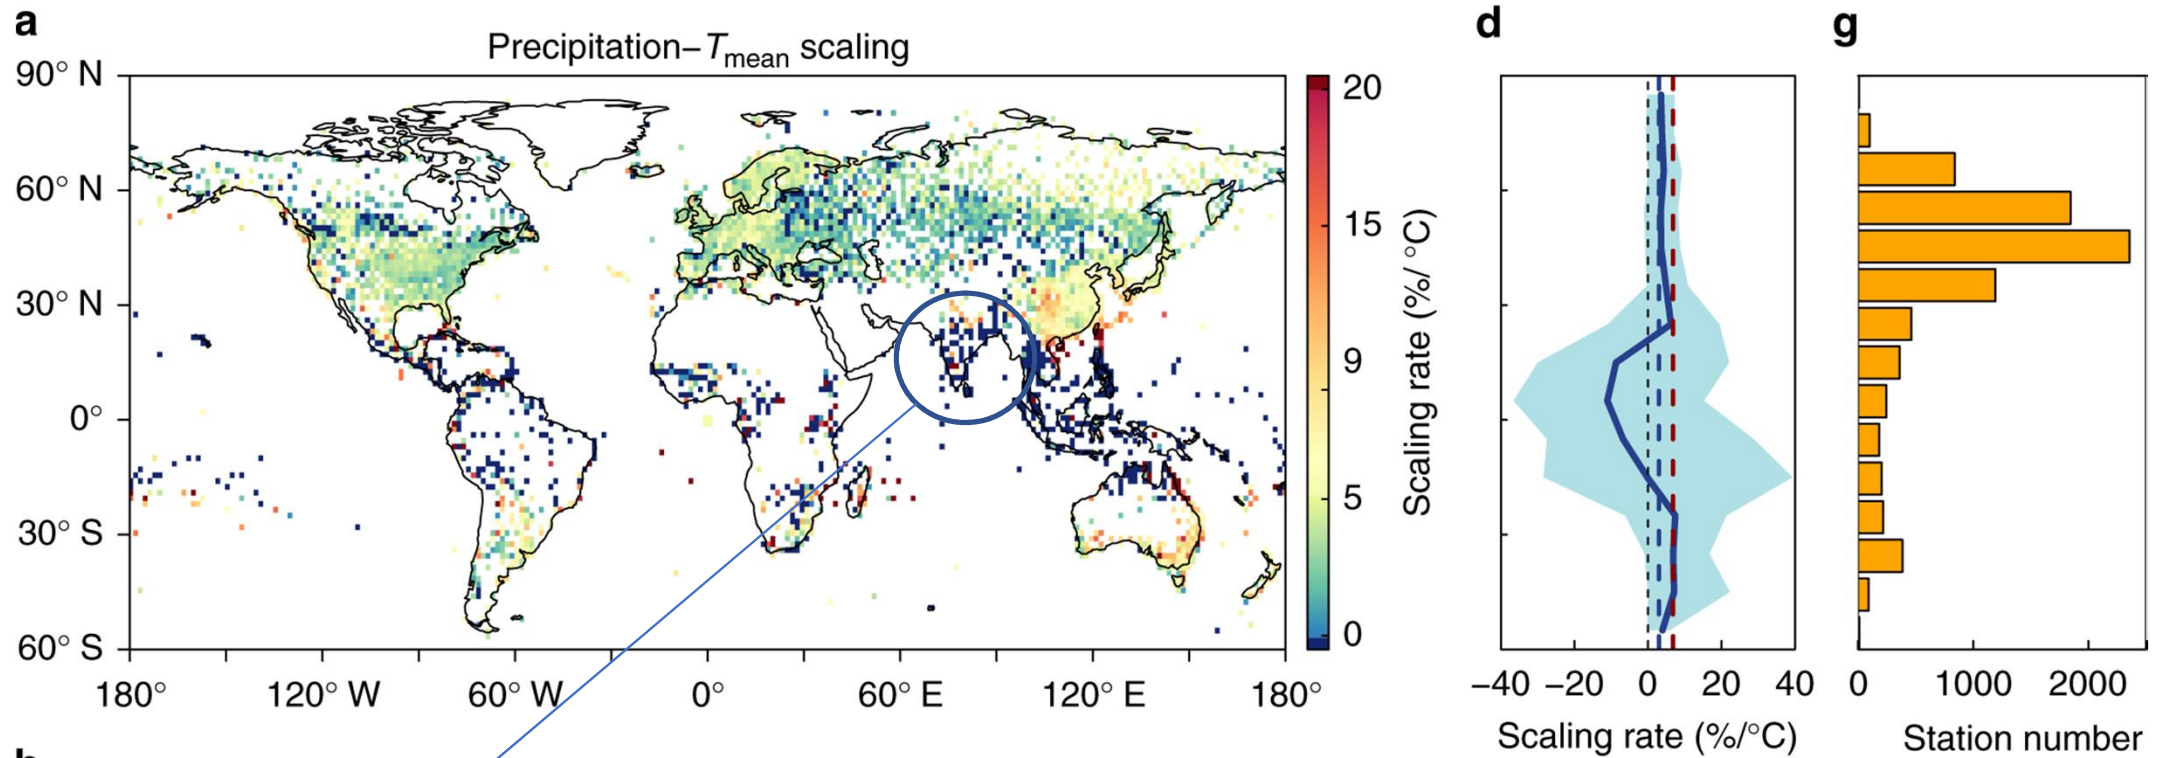 a
d
g
Precipitation–Tmean scaling
90° N
60° N
30° N
0°
30° S
60° S
180°
120° W
60° W
0°
60° E
120° E
180°
20
15
9
5
0
Scaling rate (%/ °C)
−40 −20 0 20 40
Scaling rate (%/°C)
0 1000 2000
Station number